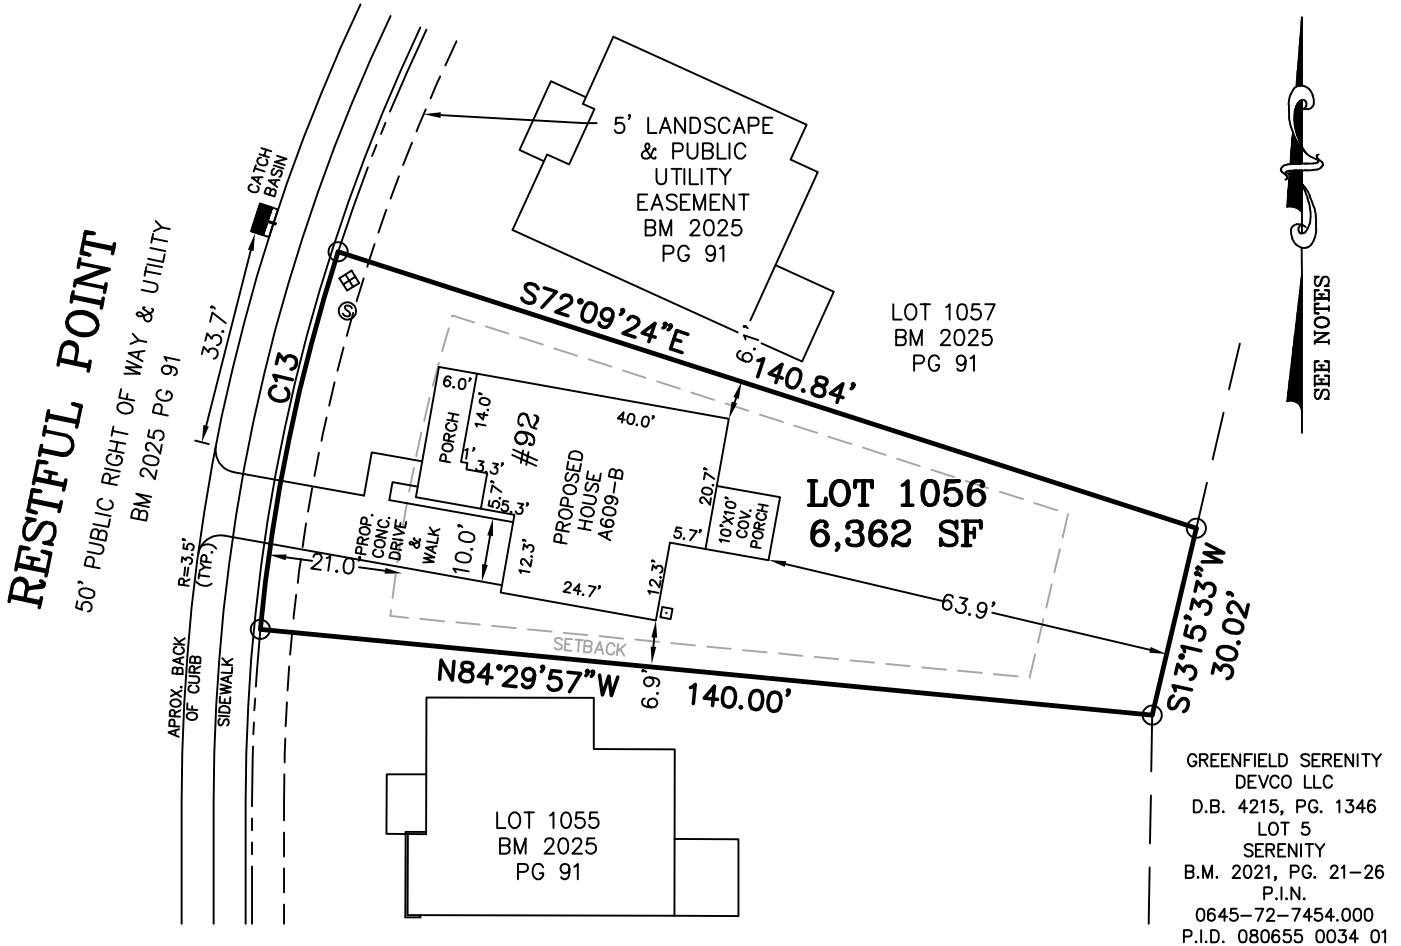 RESTFUL POINT
50' PUBLIC RIGHT OF WAY & UTILITY
BM 2025 PG 91
CATCH
BASIN
33.7'
C13
5' LANDSCAPE
& PUBLIC
UTILITY
EASEMENT
BM 2025
PG 91
S72°09'24"E
140.84'
6.1'
LOT 1057
BM 2025
PG 91
SEE NOTES
6.0'
14.0'
40.0'
PORCH
#92
1'
3.3'
5.7'
5.3'
PROPOSED
HOUSE
A609-B
20.7'
10'X10'
COV.
PORCH
5.7'
LOT 1056
6,362 SF
PROP.
CONC.
DRIVE
&
WALK
10.0'
12.3'
24.7'
12.3'
21.0'
R=3.5'
(TYP.)
63.9'
S13°15'33"W
30.02'
SETBACK
N84°29'57"W
140.00'
6.9'
APROX. BACK
OF CURB
SIDEWALK
S
LOT 1055
BM 2025
PG 91
GREENFIELD SERENITY
DEVCO LLC
D.B. 4215, PG. 1346
LOT 5
SERENITY
B.M. 2021, PG. 21-26
P.I.N.
0645-72-7454.000
P.I.D. 080655 0034 01